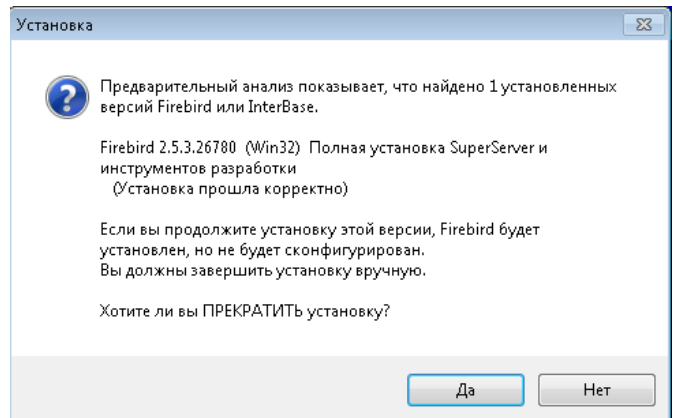 Установка
Предварительный анализ показывает, что найдено 1 установленных
версий Firebird или InterBase.
Firebird 2.5.3.26780 (Win32) Полная установка SuperServer и
инструментов разработки
(Установка прошла корректно)
Если вы продолжите установку этой версии, Firebird будет
установлен, но не будет сконфигурирован.
Вы должны завершить установку вручную.
Хотите ли вы ПРЕКРАТИТЬ установку?
Да
Нет